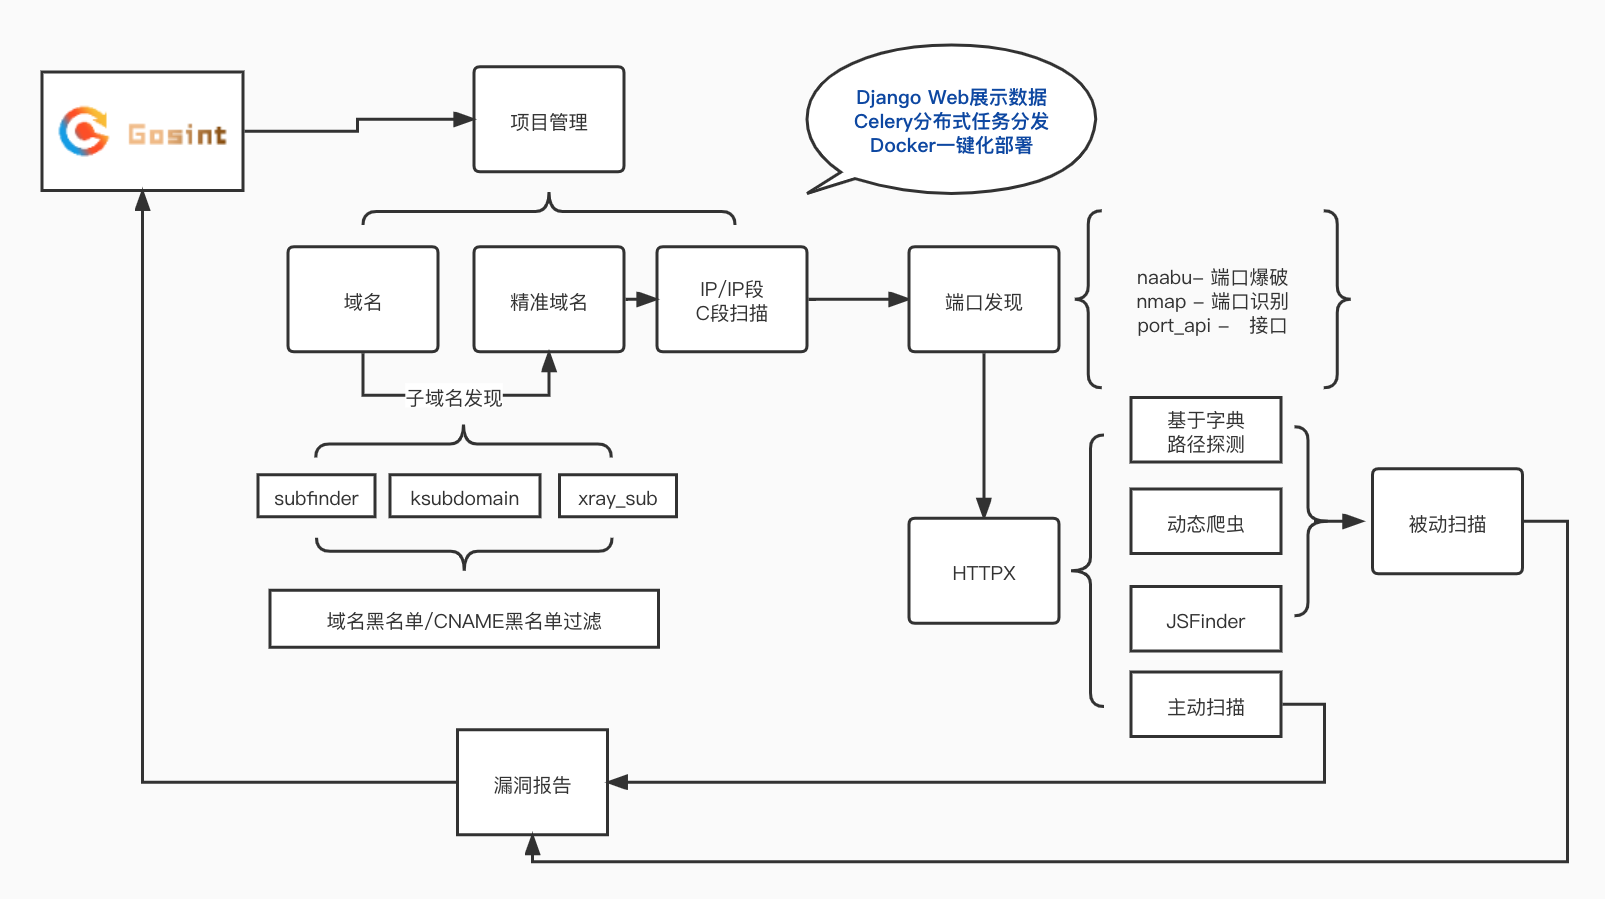 Gosint
项目管理
Django Web展示数据
Celery分布式任务分发
Docker一键化部署
域名
精准域名
IP/IP段
C段扫描
端口发现
naabu- 端口爆破
nmap - 端口识别
port_api - 接口
子域名发现
subfinder
ksubdomain
xray_sub
域名黑名单/CNAME黑名单过滤
HTTPX
基于字典
路径探测
动态爬虫
JSFinder
主动扫描
被动扫描
漏洞报告